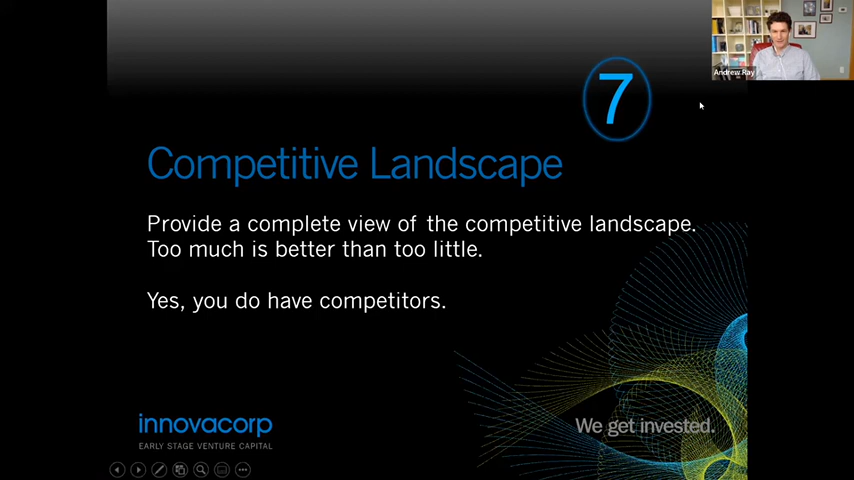 Andrew Ray
7
Competitive Landscape
Provide a complete view of the competitive landscape.
Too much is better than too little.
Yes, you do have competitors.
innovacorp
EARLY STAGE VENTURE CAPITAL
We get invested.